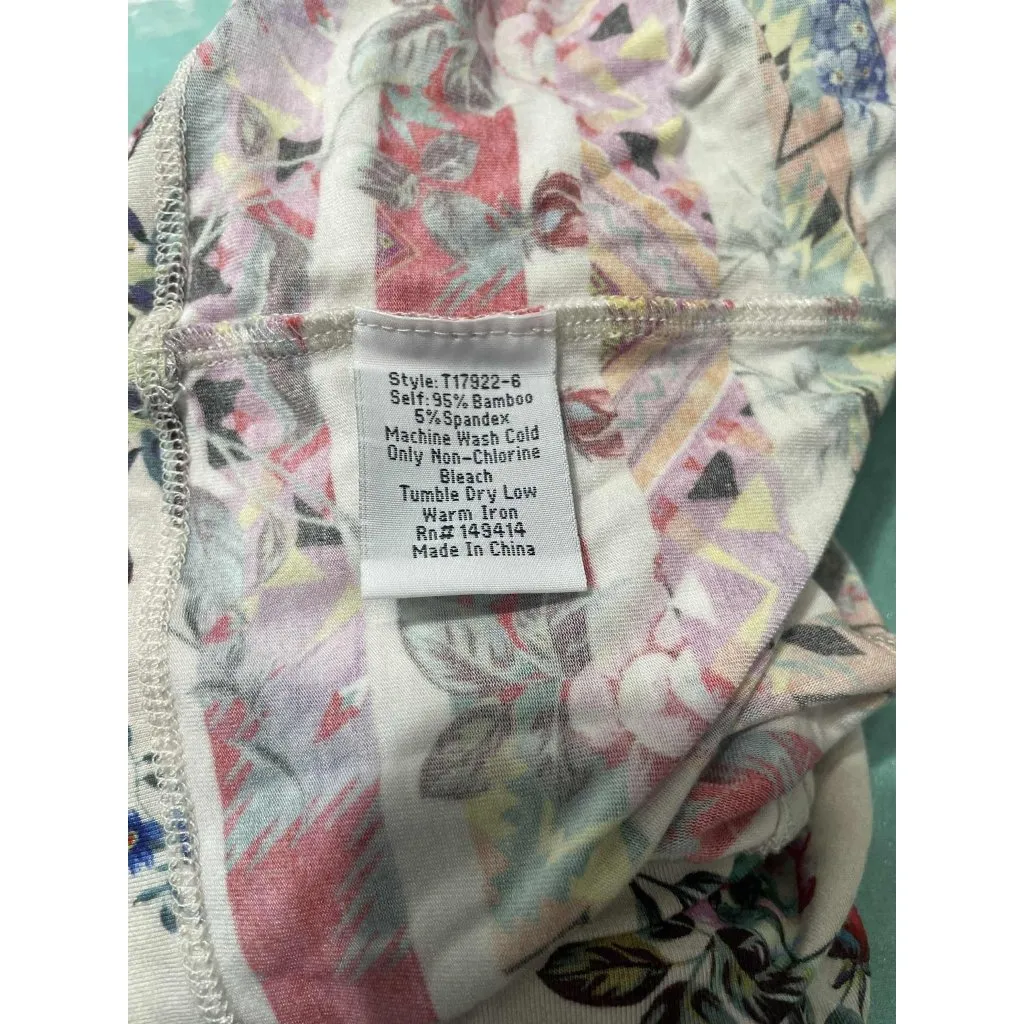 Style: T17922-6
Self: 95% Bamboo
5% Spandex
Machine Wash Cold
Only Non-Chlorine
Bleach
Tumble Dry Low
Warm Iron
Rn# 149414
Made In China